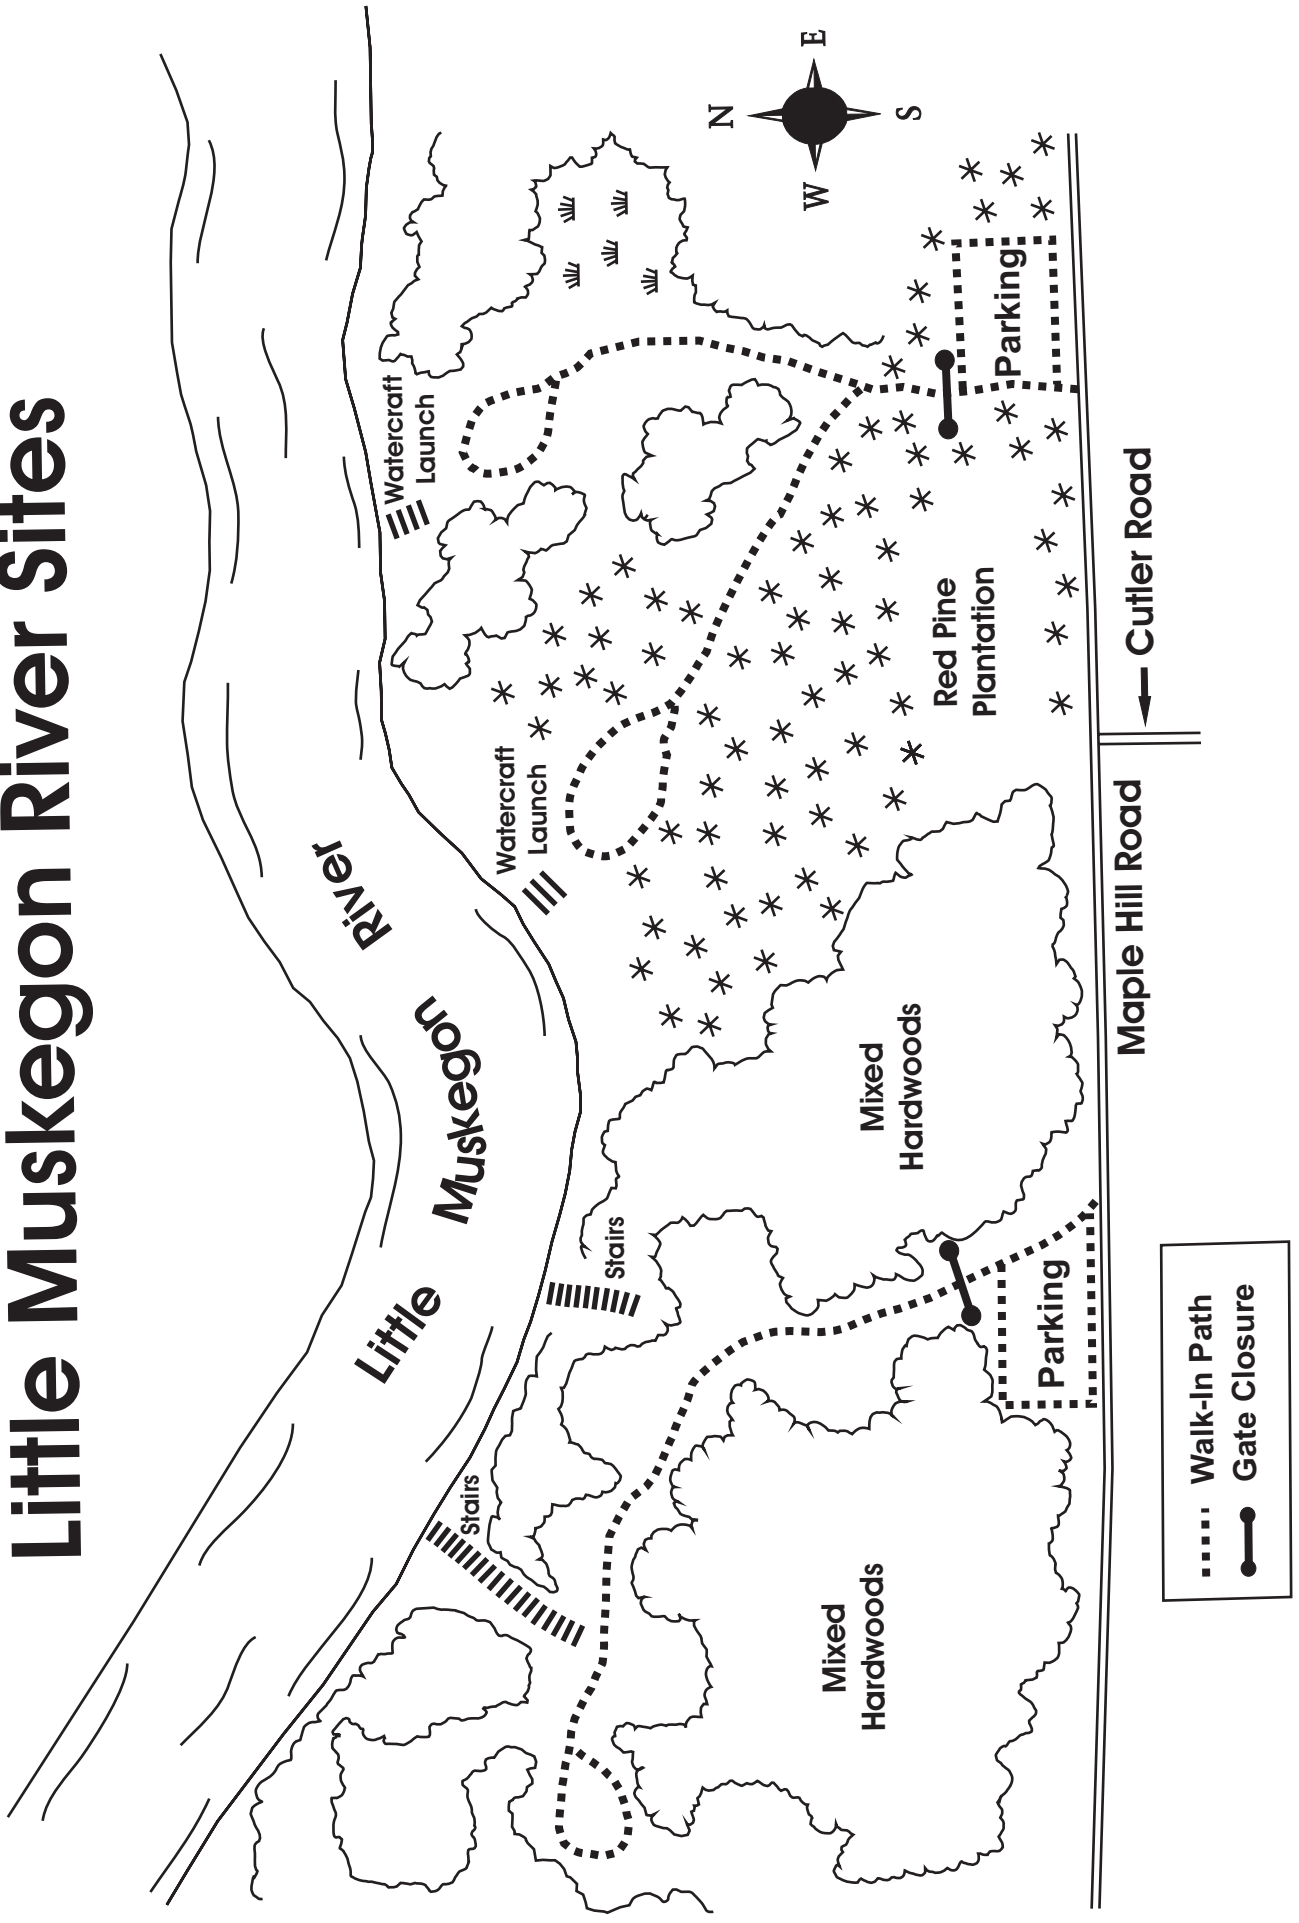 Little Muskegon River Sites
Little Muskegon River
Stairs
Stairs
Watercraft
Launch
Watercraft
Launch
N
W
E
S
Mixed
Hardwoods
Mixed
Hardwoods
Red Pine
Plantation
Parking
Parking
Maple Hill Road
Cutler Road
Walk-In Path
Gate Closure